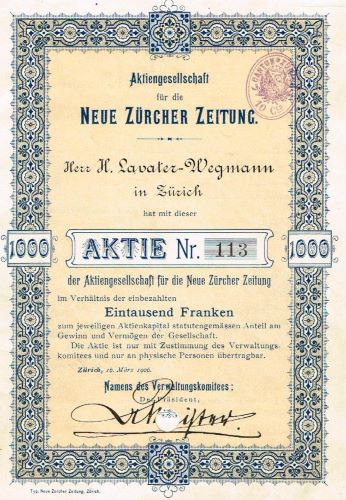 Aktiengesellschaft
für die
NEUE ZÜRCHER ZEITUNG.
Herr H. Lavater-Wegmann
in Zürich
hat mit dieser
1000 AKTIE Nr. 113 1000
der Aktiengesellschaft für die Neue Zürcher Zeitung
im Verhältnis der einbezahlten
Eintausend Franken
zum jeweiligen Aktienkapital statutengemässen Anteil am
Gewinn und Vermögen der Gesellschaft.
Die Aktie ist nur mit Zustimmung des Verwaltungs-
komitees und nur an physische Personen übertragbar.
Zürich, 10. März 1906.
Namens des Verwaltungskomitees:
Der Präsident,
Typ. Neue Zürcher Zeitung, Zürich.